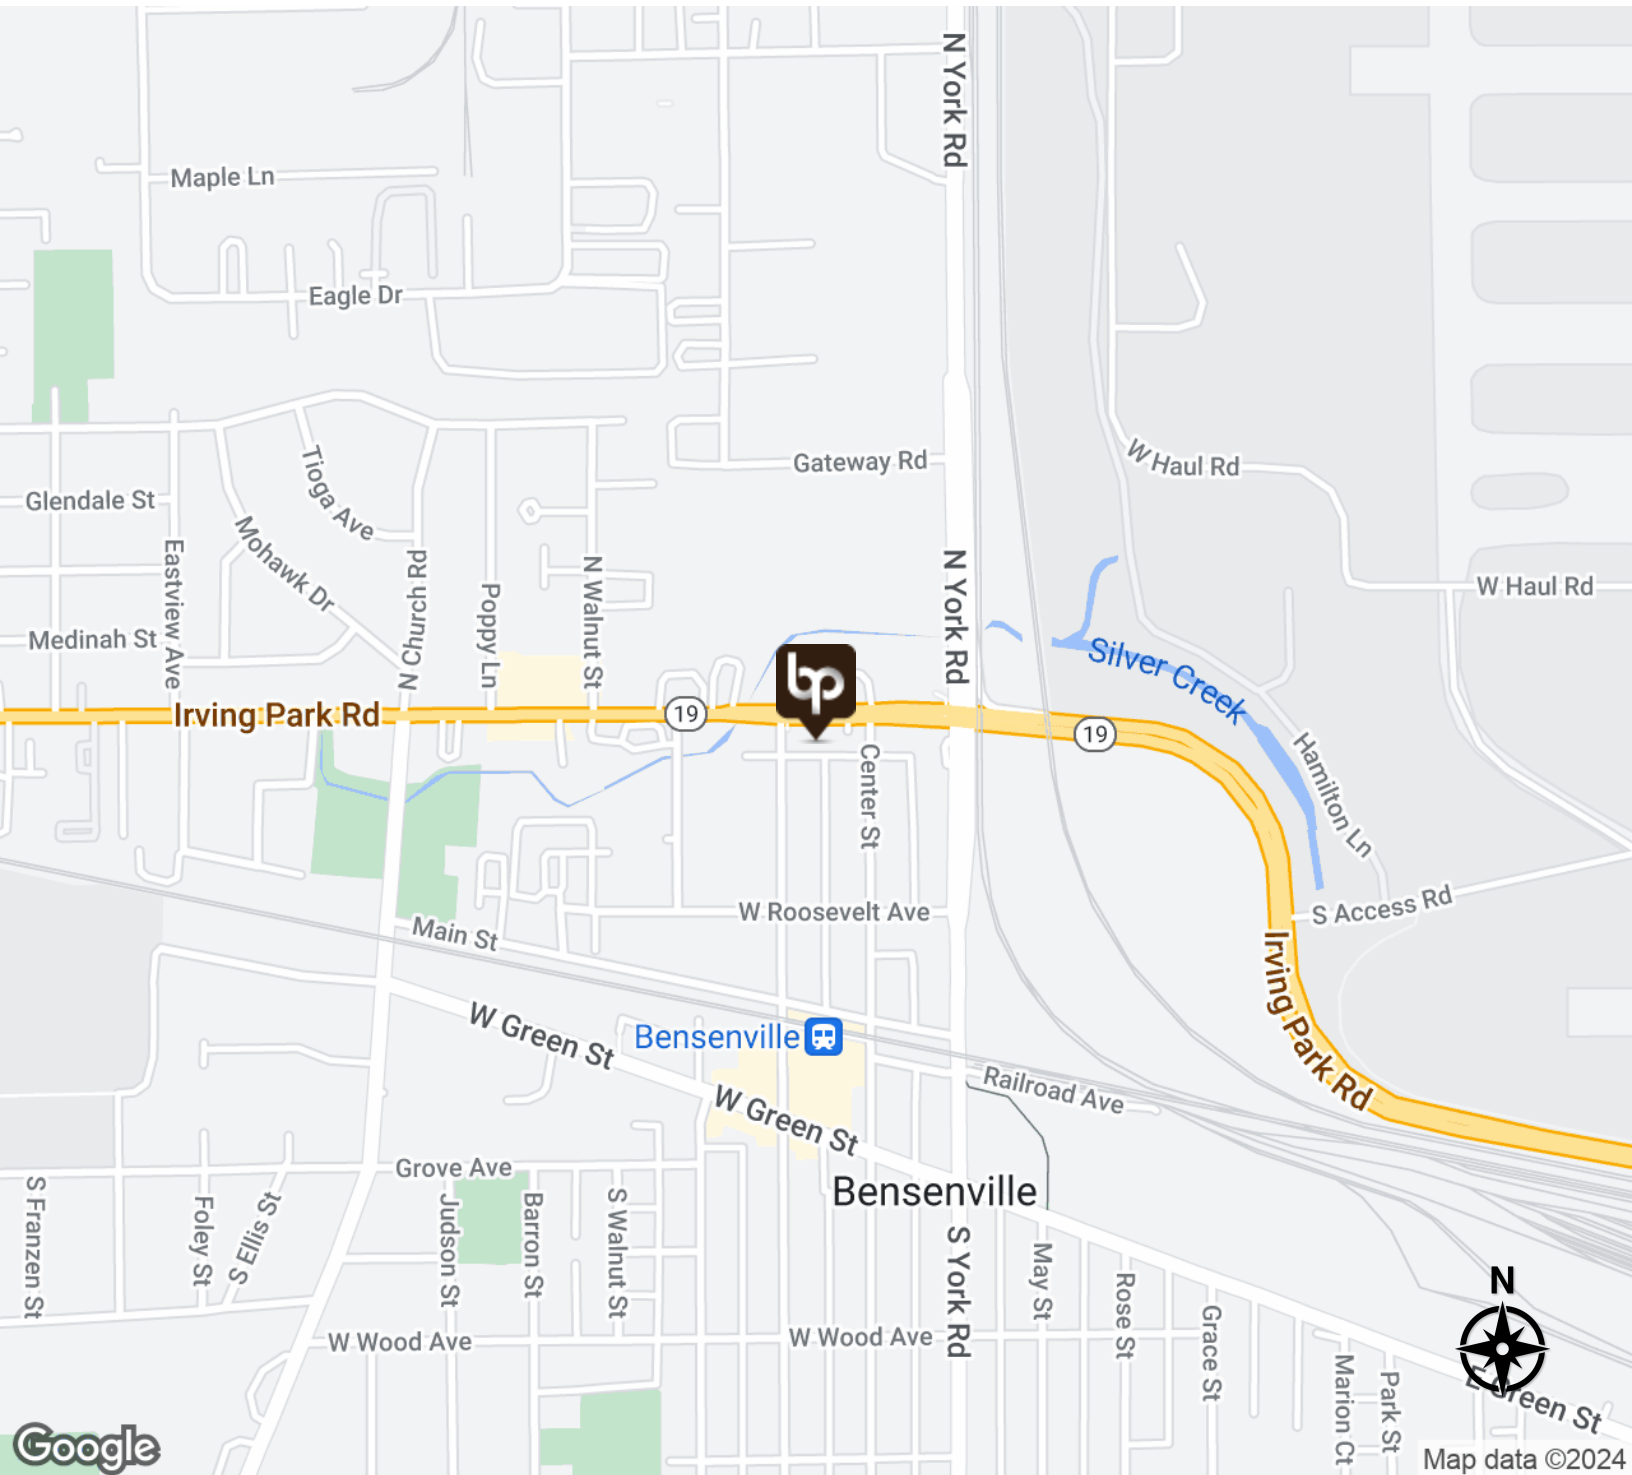 N York Rd
Maple Ln
Eagle Dr
Gateway Rd
W Haul Rd
Tioga Ave
Glendale St
Mohawk Dr
Eastview Ave
N Church Rd
Poppy Ln
N Walnut St
N York Rd
W Haul Rd
Medinah St
Silver Creek
bp
Irving Park Rd
19
19
Center St
Hamilton Ln
W Roosevelt Ave
S Access Rd
Main St
Irving Park Rd
W Green St
Bensenville
Railroad Ave
W Green St
Grove Ave
Bensenville
S Franzen St
Foley St
S Ellis St
Judson St
Barron St
S Walnut St
S York Rd
May St
Rose St
Grace St
N
W Wood Ave
W Wood Ave
Marion Ct
Park St
E Green St
Google
Map data ©2024